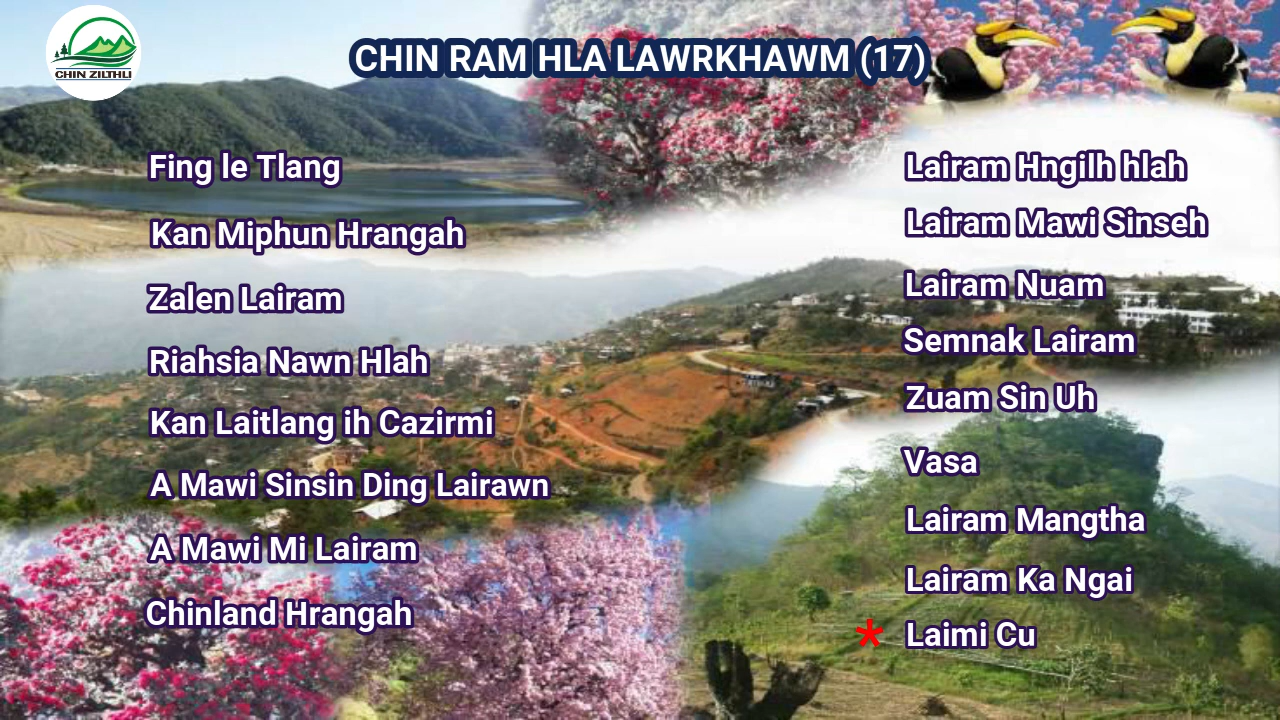 CHIN ZILTHLI
CHIN RAM HLA LAWRKHAWM (17)
Fing le Tlang
Kan Miphun Hrangah
Zalen Lairam
Riahsia Nawn Hlah
Kan Laitlang ih Cazirmi
A Mawi Sinsin Ding Lairawn
A Mawi Mi Lairam
Chinland Hrangah
Lairam Hngilh hlah
Lairam Mawi Sinseh
Lairam Nuam
Semnak Lairam
Zuam Sin Uh
Vasa
Lairam Mangtha
Lairam Ka Ngai
* Laimi Cu